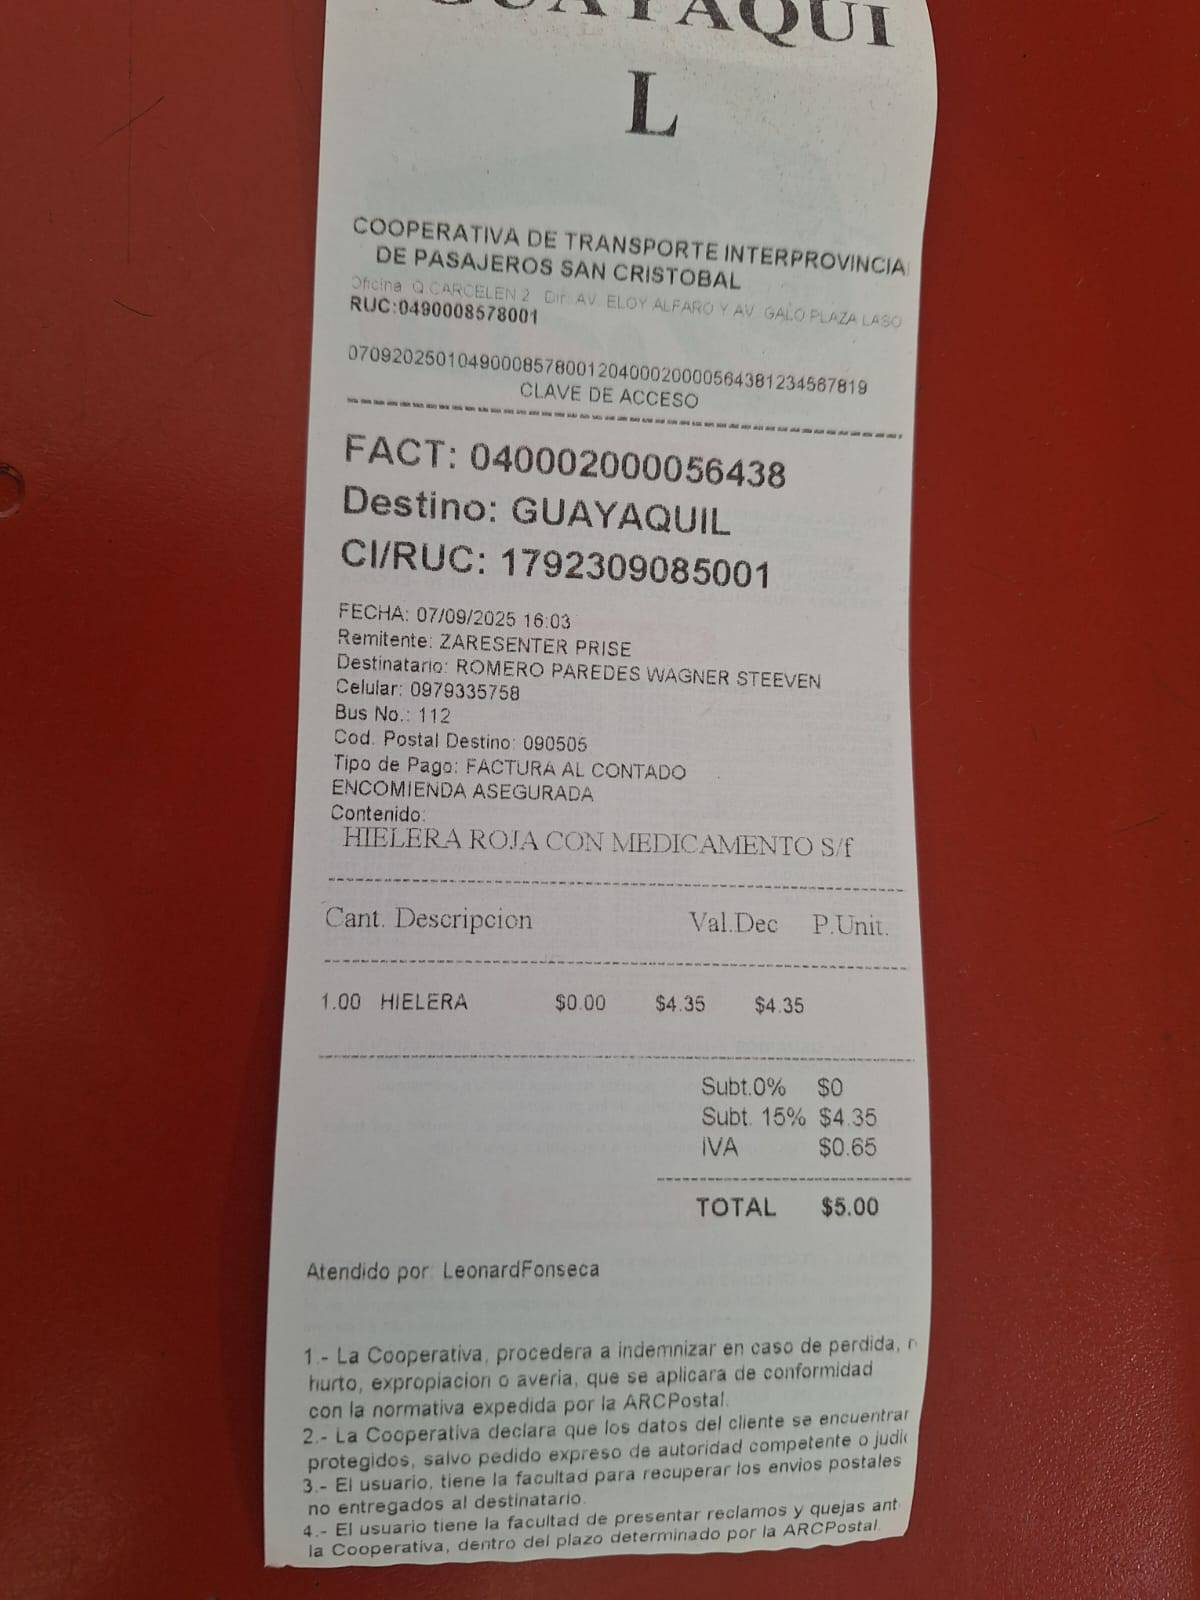 GUAYAQUI
L
COOPERATIVA DE TRANSPORTE INTERPROVINCIA
DE PASAJEROS SAN CRISTOBAL
Oficina Q.CARCELEN 2 Dir: AV. ELOY ALFARO Y AV. GALO PLAZA LASO
RUC:0490008578001
0709202501049000857800120400020000564381234567819
CLAVE DE ACCESO
FACT: 040002000056438
Destino: GUAYAQUIL
CI/RUC: 1792309085001
FECHA: 07/09/2025 16:03
Remitente: ZARESENTER PRISE
Destinatario: ROMERO PAREDES WAGNER STEEVEN
Celular: 0979335758
Bus No.: 112
Cod. Postal Destino: 090505
Tipo de Pago: FACTURA AL CONTADO
ENCOMIENDA ASEGURADA
Contenido:
HIELERA ROJA CON MEDICAMENTO S/f
Cant. Descripcion Val.Dec P.Unit.
1.00 HIELERA $0.00 $4.35 $4.35
Subt.0% $0
Subt. 15% $4.35
IVA $0.65
TOTAL $5.00
Atendido por: LeonardFonseca
1.- La Cooperativa, procedera a indemnizar en caso de perdida, r
hurto, expropiacion o averia, que se aplicara de conformidad
con la normativa expedida por la ARCPostal.
2.- La Cooperativa declara que los datos del cliente se encuentrar
protegidos, salvo pedido expreso de autoridad competente o judic
3.- El usuario, tiene la facultad para recuperar los envios postales
no entregados al destinatario.
4.- El usuario tiene la facultad de presentar reclamos y quejas ant
la Cooperativa, dentro del plazo determinado por la ARCPostal.